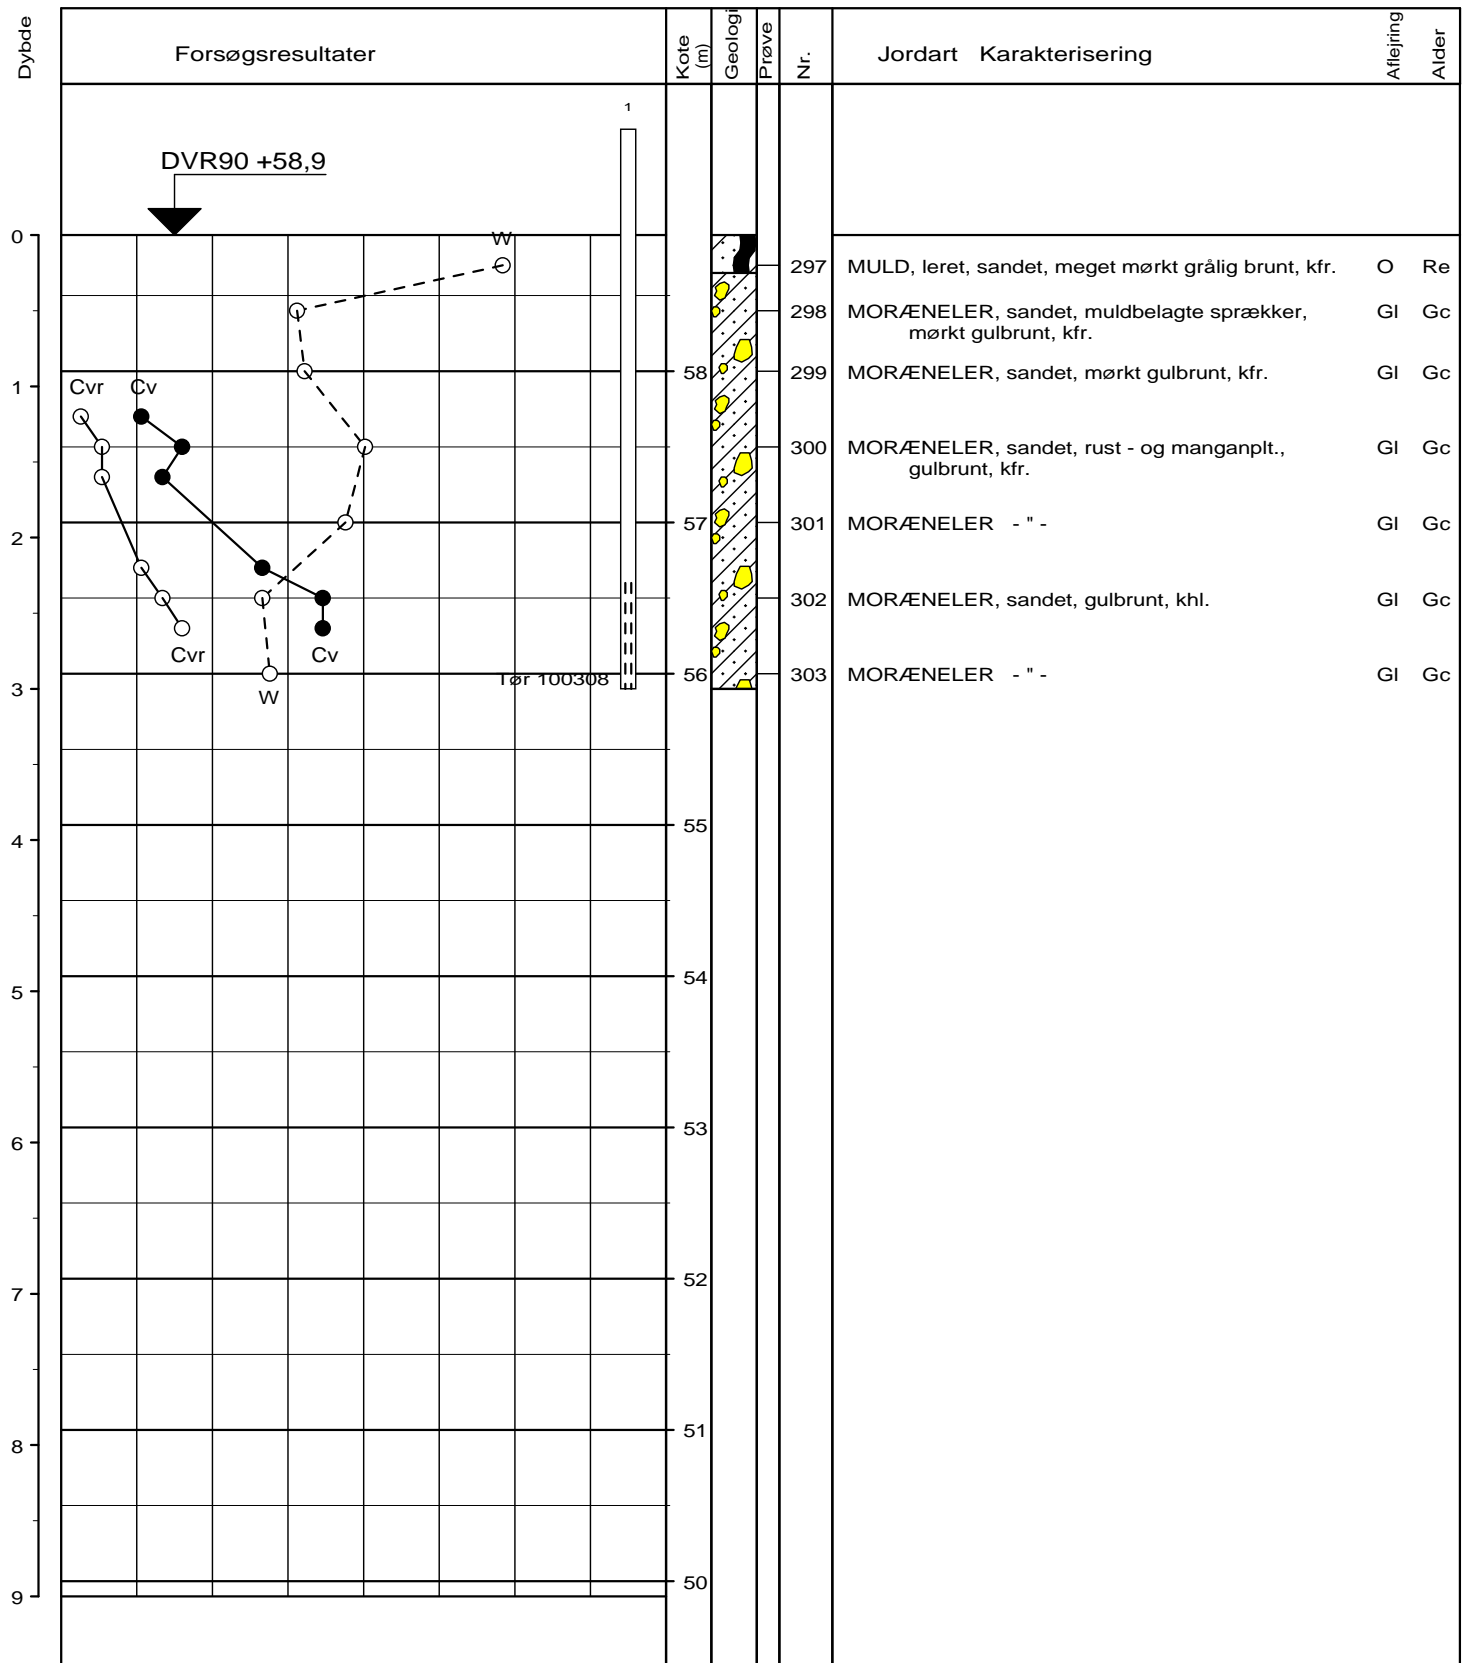 Dybde
Forsøgsresultater
Kote
(m)
Geologi
Prøve
Nr.
Jordart Karakterisering
Aflejring
Alder
1
DVR90 +58,9
0
W
297 MULD, leret, sandet, meget mørkt grålig brunt, kfr. O Re
298 MORÆNELER, sandet, muldbelagte sprækker, Gl Gc
mørkt gulbrunt, kfr.
58 299 MORÆNELER, sandet, mørkt gulbrunt, kfr. Gl Gc
1 Cvr Cv
300 MORÆNELER, sandet, rust - og manganplt., Gl Gc
gulbrunt, kfr.
57 301 MORÆNELER - " - Gl Gc
2
302 MORÆNELER, sandet, gulbrunt, khl. Gl Gc
Cvr Cv
Tør 100308 56 303 MORÆNELER - " - Gl Gc
3 W
55
4
54
5
53
6
52
7
51
8
50
9